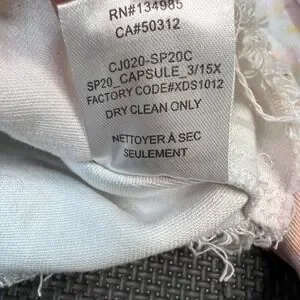 RN#134985
CA#50312
CJ020-SP20C
SP20_CAPSULE_3/15X
FACTORY CODE#XDS1012
DRY CLEAN ONLY
NETTOYER À SEC
SEULEMENT